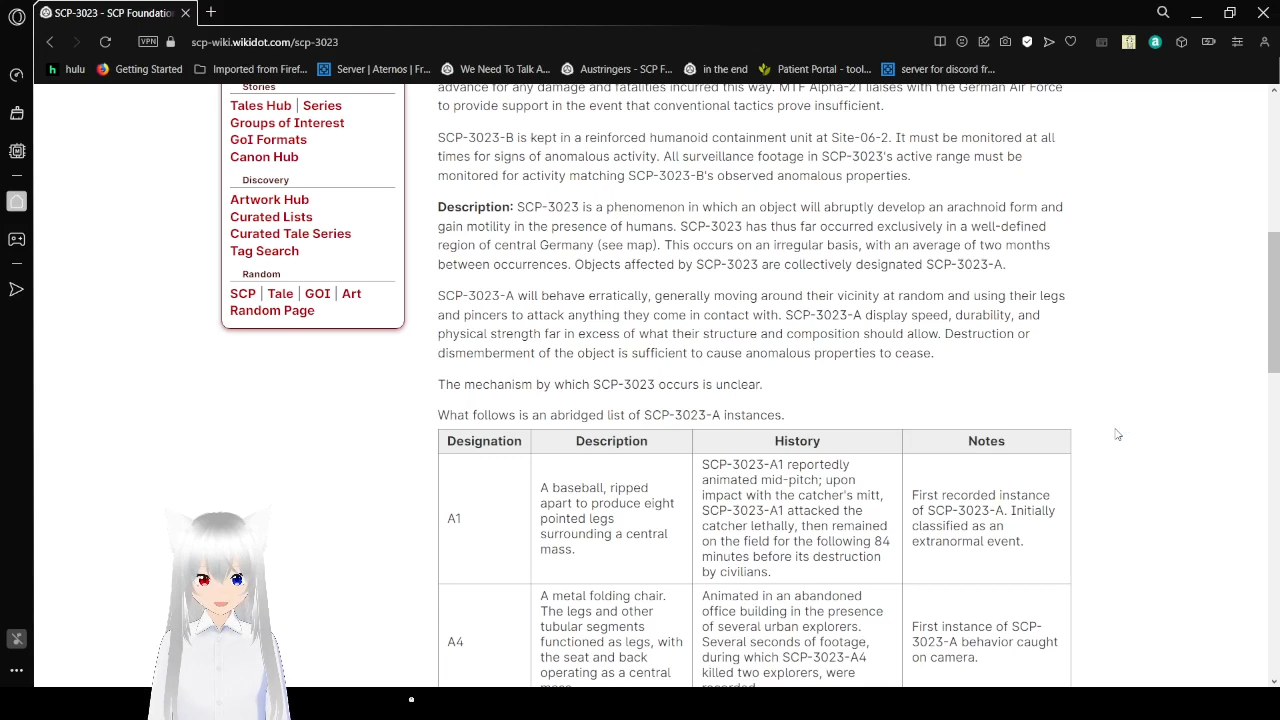 SCP-3023 - SCP Foundation
scp-wiki.wikidot.com/scp-3023
VPN
hulu
Getting Started
Imported from Firef...
Server | Aternos | Fr...
We Need To Talk A...
Austringers - SCP F...
in the end
Patient Portal - tool...
server for discord fr...
Stories
Tales Hub | Series
Groups of Interest
GoI Formats
Canon Hub
Discovery
Artwork Hub
Curated Lists
Curated Tale Series
Tag Search
Random
SCP | Tale | GOI | Art
Random Page
advance for any damage and fatalities incurred this way. MTF Alpha-21 liaises with the German Air Force
to provide support in the event that conventional tactics prove insufficient.
SCP-3023-B is kept in a reinforced humanoid containment unit at Site-06-2. It must be monitored at all
times for signs of anomalous activity. All surveillance footage in SCP-3023's active range must be
monitored for activity matching SCP-3023-B's observed anomalous properties.
Description: SCP-3023 is a phenomenon in which an object will abruptly develop an arachnoid form and
gain motility in the presence of humans. SCP-3023 has thus far occurred exclusively in a well-defined
region of central Germany (see map). This occurs on an irregular basis, with an average of two months
between occurrences. Objects affected by SCP-3023 are collectively designated SCP-3023-A.
SCP-3023-A will behave erratically, generally moving around their vicinity at random and using their legs
and pincers to attack anything they come in contact with. SCP-3023-A display speed, durability, and
physical strength far in excess of what their structure and composition should allow. Destruction or
dismemberment of the object is sufficient to cause anomalous properties to cease.
The mechanism by which SCP-3023 occurs is unclear.
What follows is an abridged list of SCP-3023-A instances.
Designation
Description
History
Notes
A1
A baseball, ripped
apart to produce eight
pointed legs
surrounding a central
mass.
SCP-3023-A1 reportedly
animated mid-pitch; upon
impact with the catcher's mitt,
SCP-3023-A1 attacked the
catcher lethally, then remained
on the field for the following 84
minutes before its destruction
by civilians.
First recorded instance
of SCP-3023-A. Initially
classified as an
extranormal event.
A4
A metal folding chair.
The legs and other
tubular segments
functioned as legs, with
the seat and back
operating as a central
mass.
Animated in an abandoned
office building in the presence
of several urban explorers.
Several seconds of footage,
during which SCP-3023-A4
killed two explorers, were
recorded.
First instance of SCP-
3023-A behavior caught
on camera.